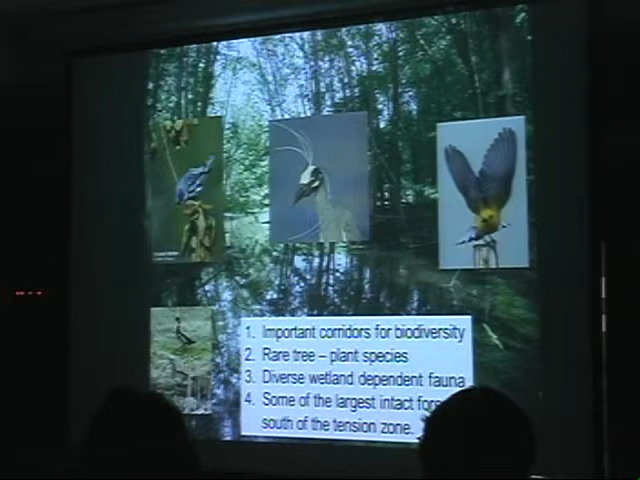 1. Important corridors for biodiversity
2. Rare tree – plant species
3. Diverse wetland dependent fauna
4. Some of the largest intact
south of the tension zone.